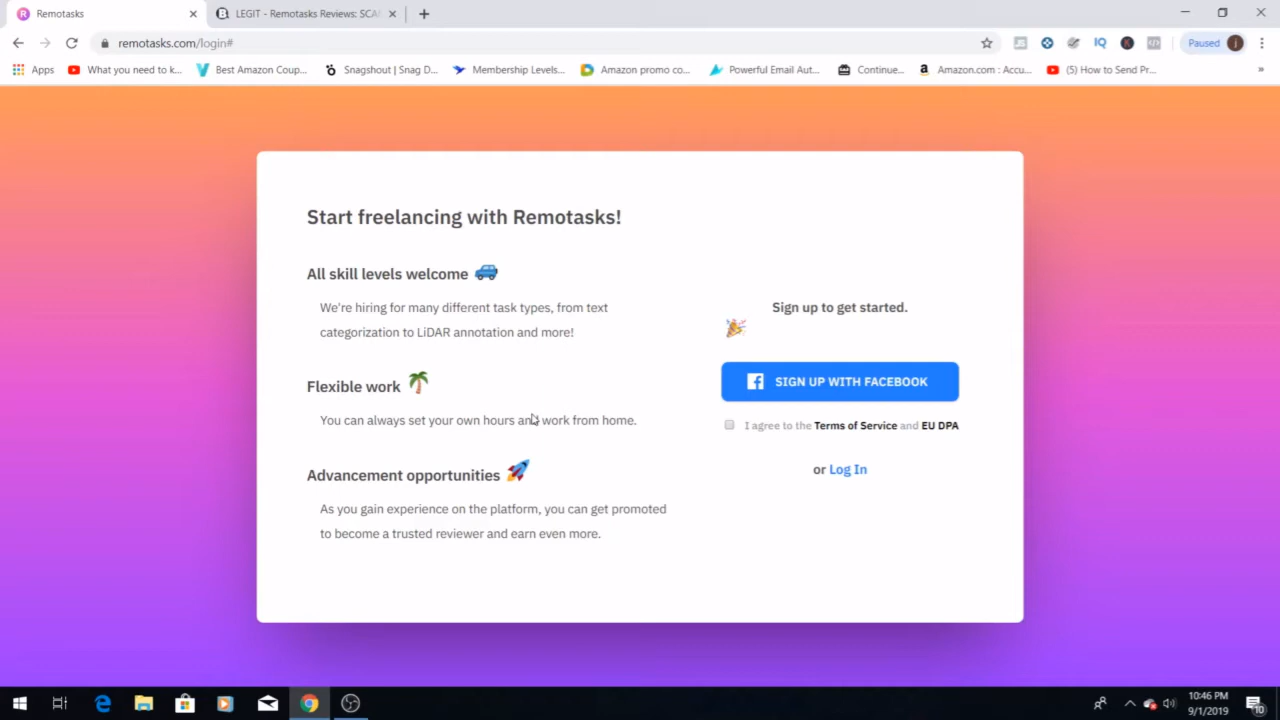 Remotasks
LEGIT - Remotasks Reviews: SCA
remotasks.com/login#
Paused
Apps
What you need to k...
Best Amazon Coup...
Snagshout | Snag D...
Membership Levels...
Amazon promo co...
Powerful Email Aut...
Continue...
Amazon.com : Accu...
(5) How to Send Pr...
Start freelancing with Remotasks!
All skill levels welcome
We're hiring for many different task types, from text
categorization to LiDAR annotation and more!
Flexible work
You can always set your own hours and work from home.
Advancement opportunities
As you gain experience on the platform, you can get promoted
to become a trusted reviewer and earn even more.
Sign up to get started.
SIGN UP WITH FACEBOOK
I agree to the Terms of Service and EU DPA
or Log In
10:46 PM
9/1/2019
10